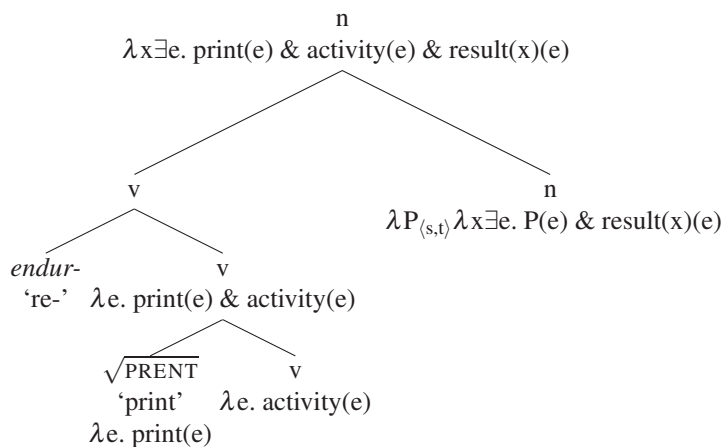 n
λx∃e. print(e) & activity(e) & result(x)(e)
v n
λP⟨s,t⟩λx∃e. P(e) & result(x)(e)
endur- v
‘re-’ λe. print(e) & activity(e)
√PRENT v
‘print’ λe. activity(e)
λe. print(e)